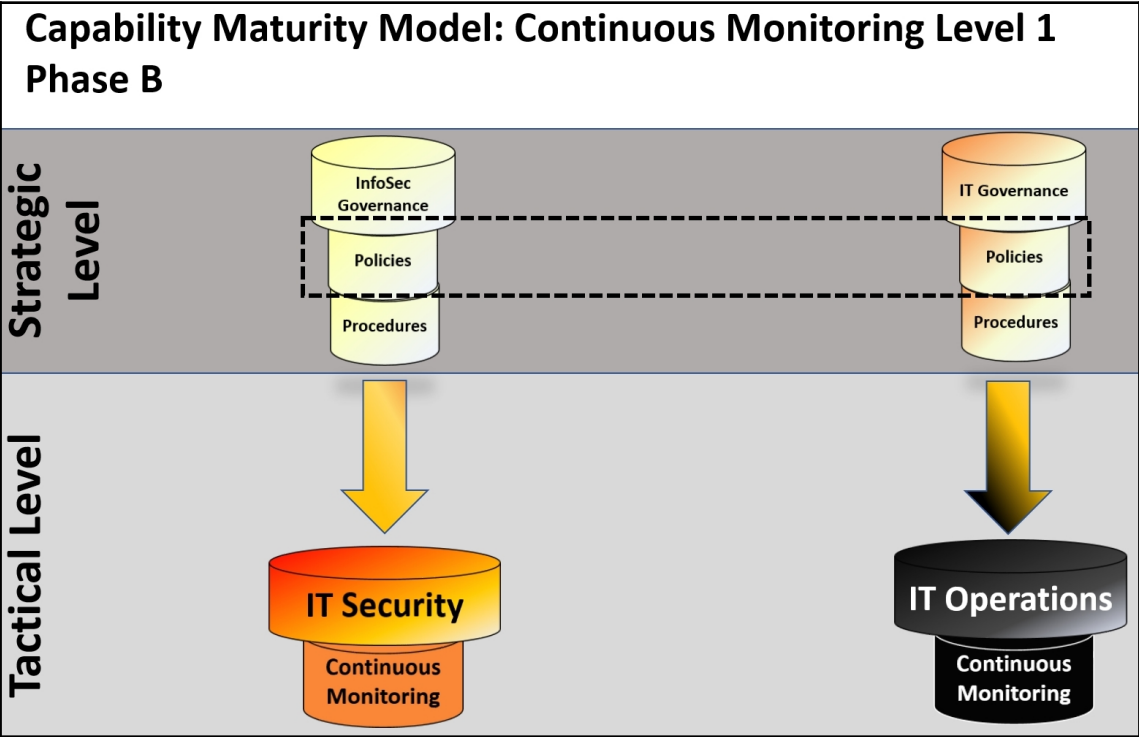 Capability Maturity Model: Continuous Monitoring Level 1
Phase B
Strategic
Level
InfoSec
Governance
Policies
Procedures
IT Governance
Policies
Procedures
Tactical Level
IT Security
Continuous
Monitoring
IT Operations
Continuous
Monitoring